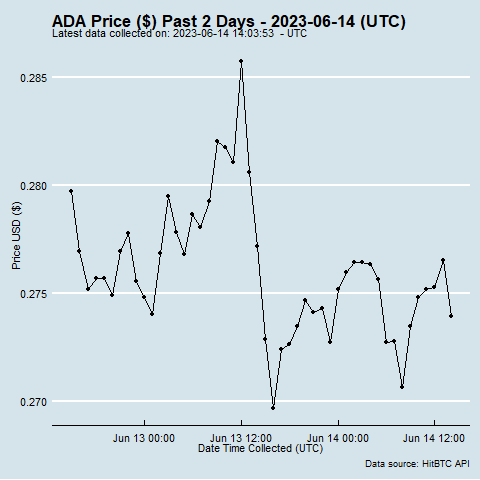 ADA Price ($) Past 2 Days - 2023-06-14 (UTC)
Latest data collected on: 2023-06-14 14:03:53  - UTC
0.285
0.280
0.275
0.270
Price USD ($)
Jun 13 00:00
Jun 13 12:00
Jun 14 00:00
Jun 14 12:00
Date Time Collected (UTC)
Data source: HitBTC API